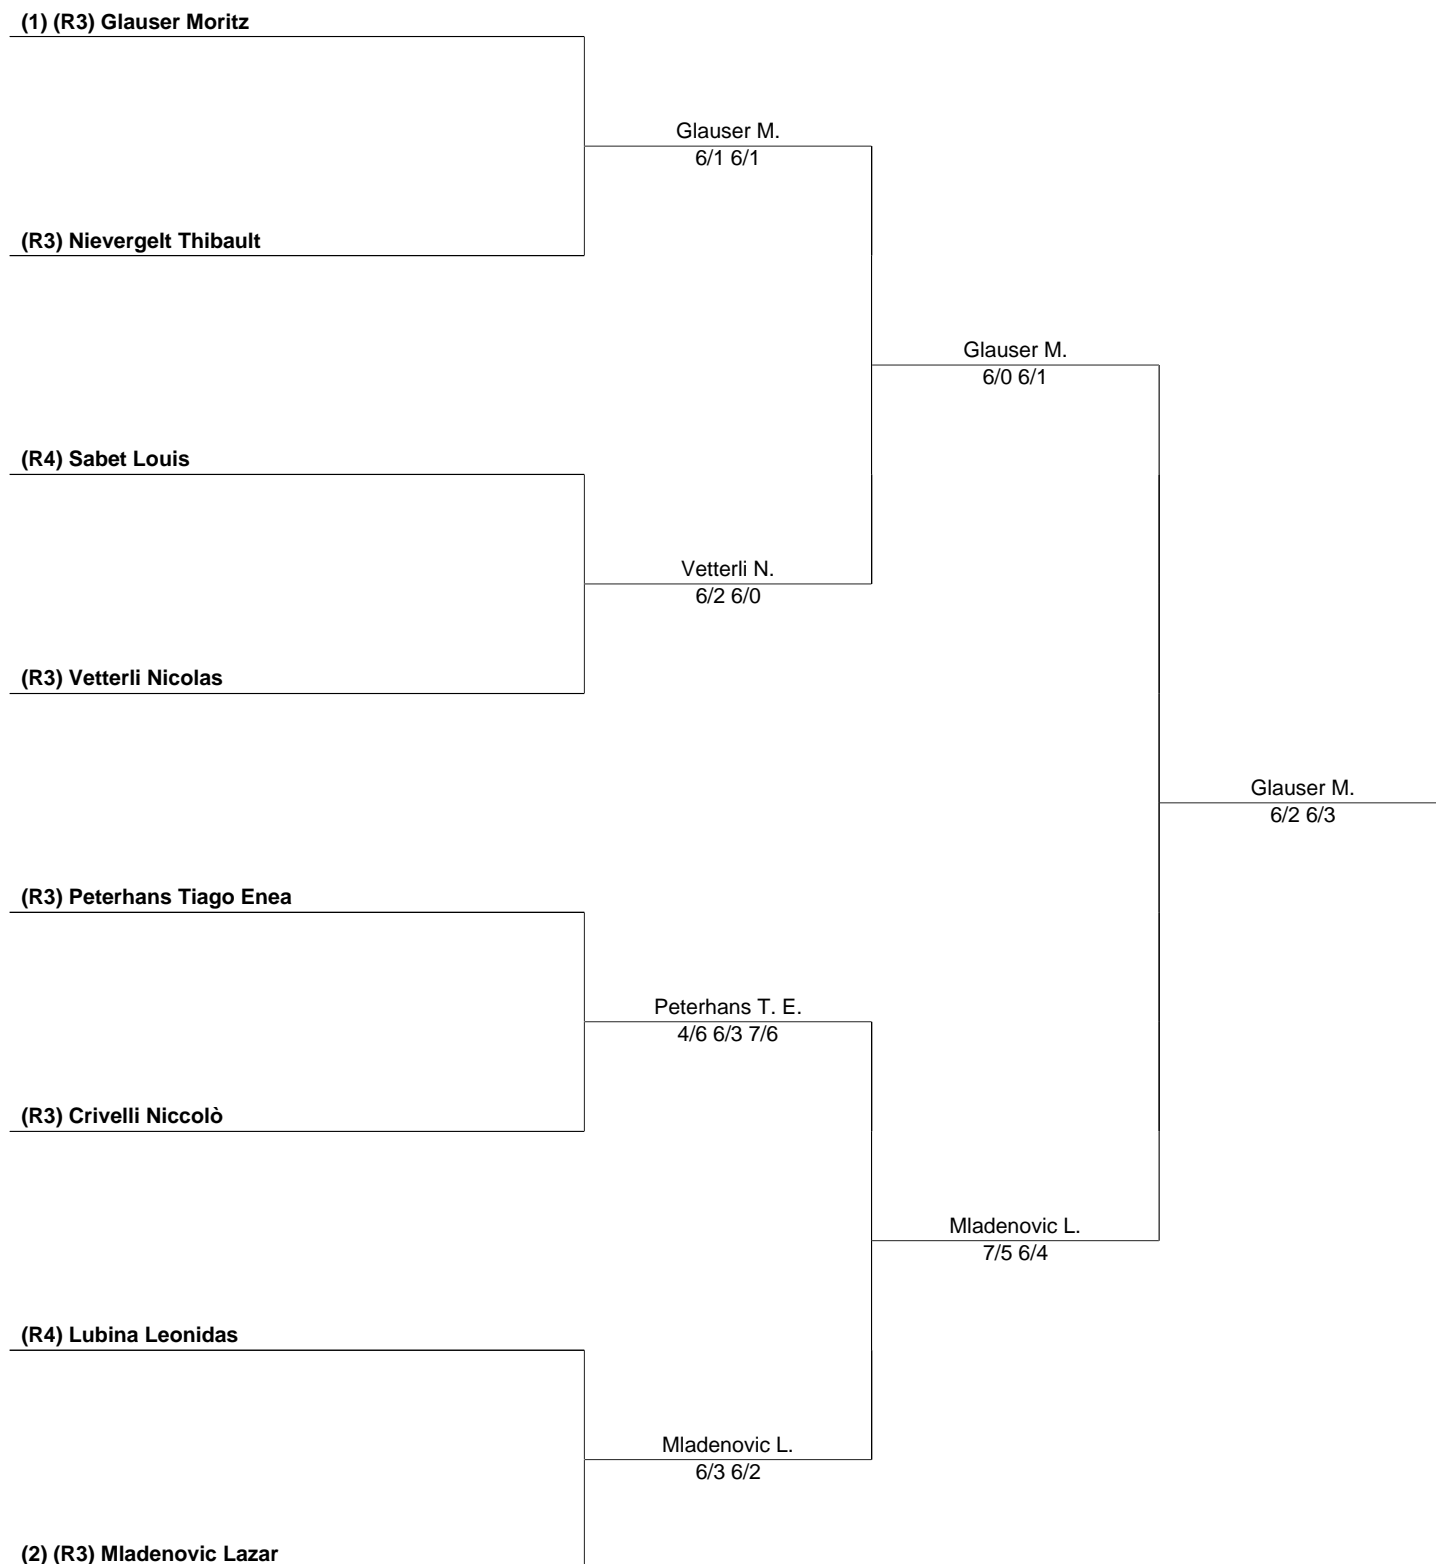 (1) (R3) Glauser Moritz
Glauser M.
6/1 6/1
(R3) Nievergelt Thibault
Glauser M.
6/0 6/1
(R4) Sabet Louis
Vetterli N.
6/2 6/0
(R3) Vetterli Nicolas
Glauser M.
6/2 6/3
(R3) Peterhans Tiago Enea
Peterhans T. E.
4/6 6/3 7/6
(R3) Crivelli Niccolò
Mladenovic L.
7/5 6/4
(R4) Lubina Leonidas
Mladenovic L.
6/3 6/2
(2) (R3) Mladenovic Lazar